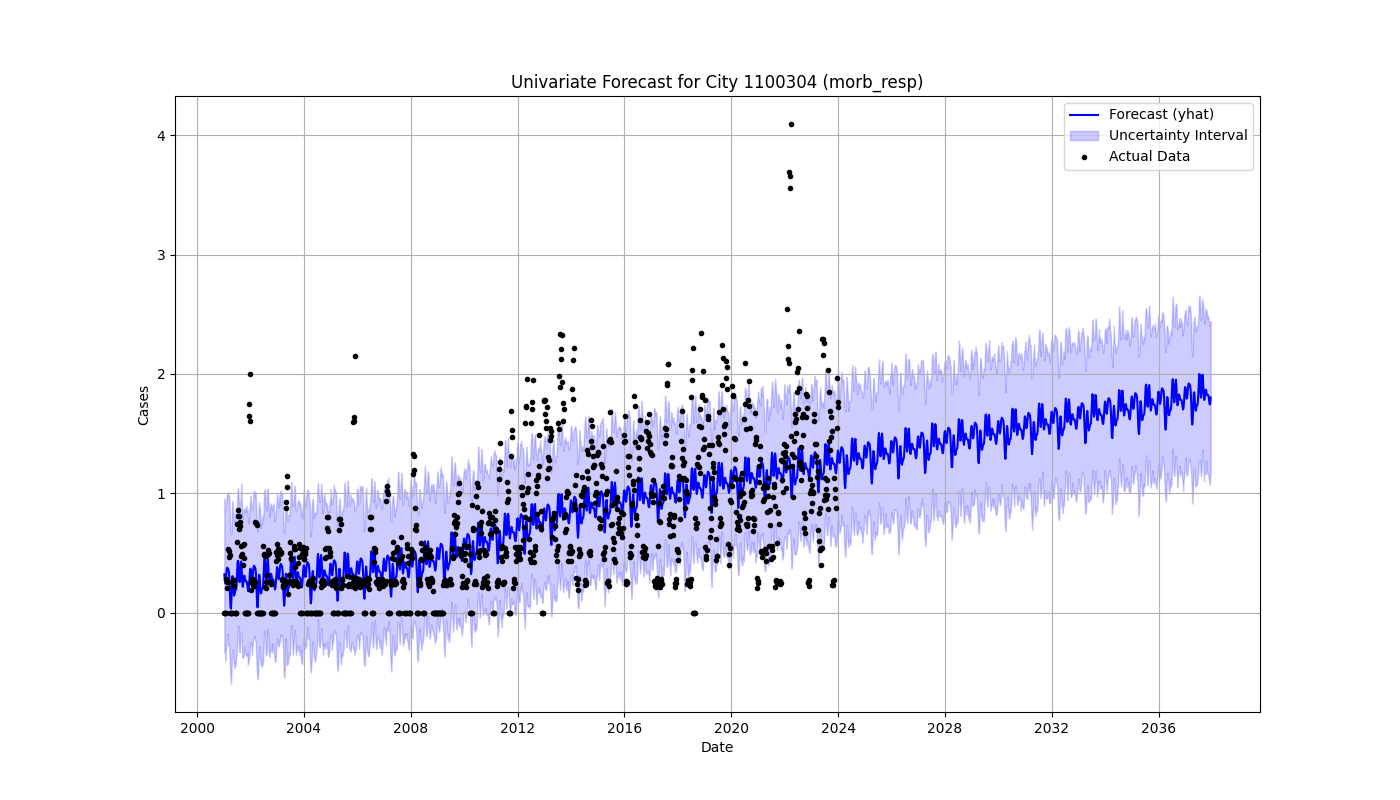 Univariate Forecast for City 1100304 (morb_resp)
Forecast (yhat)
Uncertainty Interval
Actual Data
Cases
4
3
2
1
0
2000 2004 2008 2012 2016 2020 2024 2028 2032 2036
Date